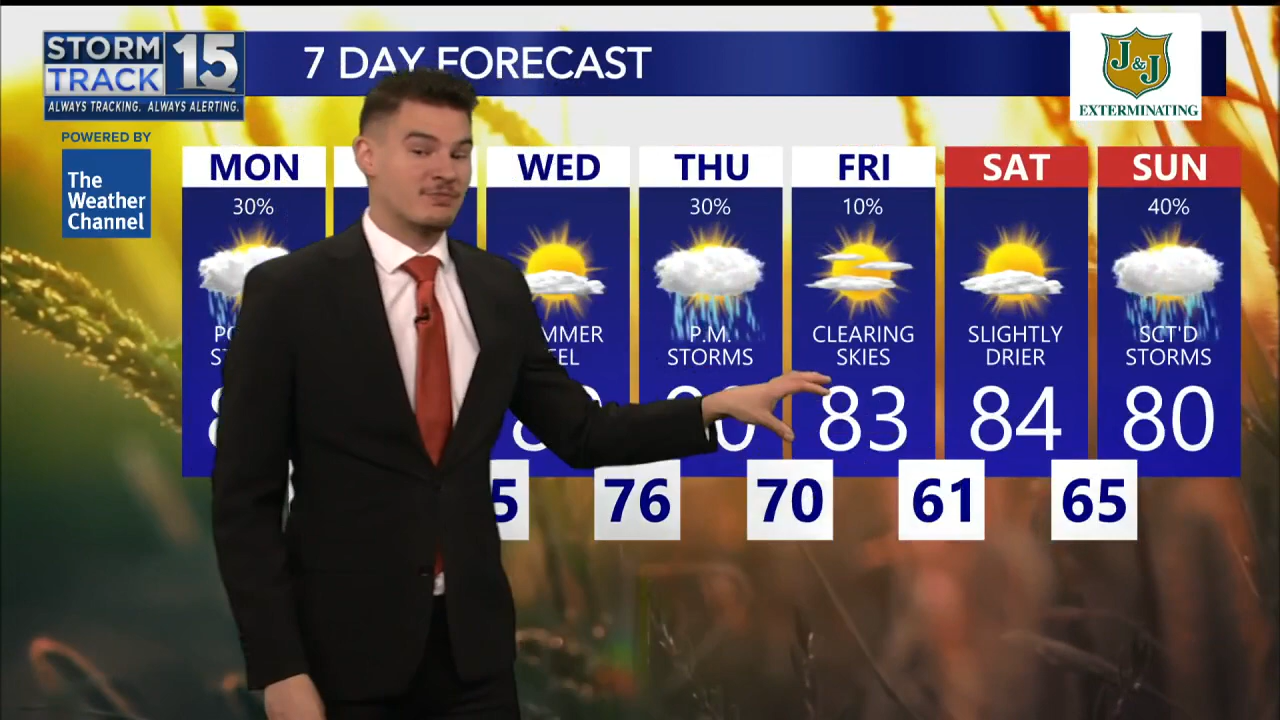 STORM
TRACK
15
ALWAYS TRACKING. ALWAYS ALERTING.
7 DAY FORECAST
J&J
EXTERMINATING
POWERED BY
The
Weather
Channel
MON
WED
THU
FRI
SAT
SUN
30%
30%
10%
40%
P.M.
STORMS
CLEARING
SKIES
SLIGHTLY
DRIER
SCT'D
STORMS
83
84
80
76
70
61
65